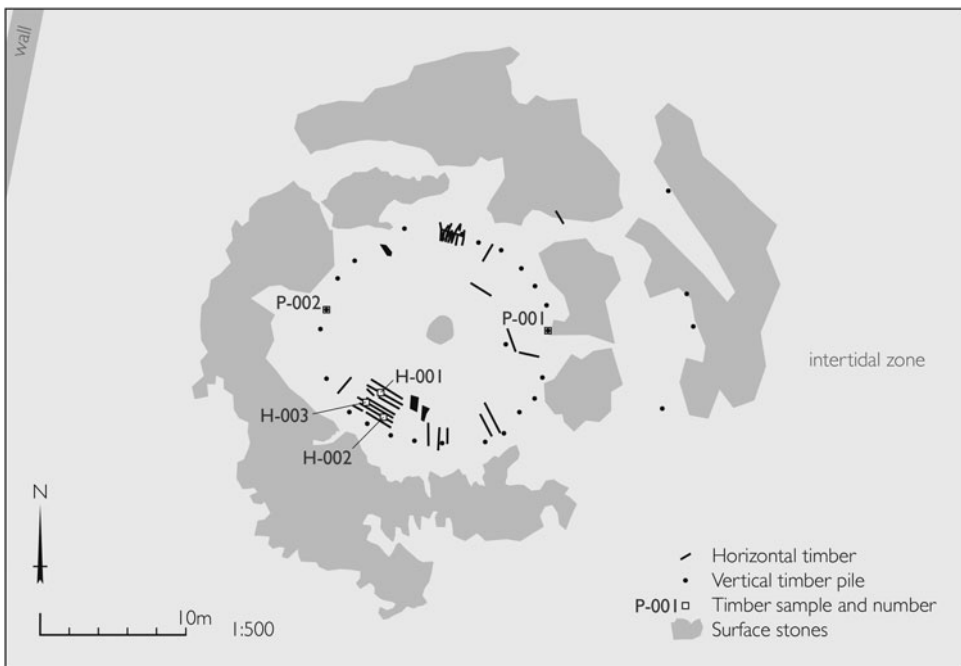 wall
P-002
P-001
H-001
intertidal zone
H-003
H-002
N
Horizontal timber
Vertical timber pile
P-001 Timber sample and number
10m 1:500
Surface stones